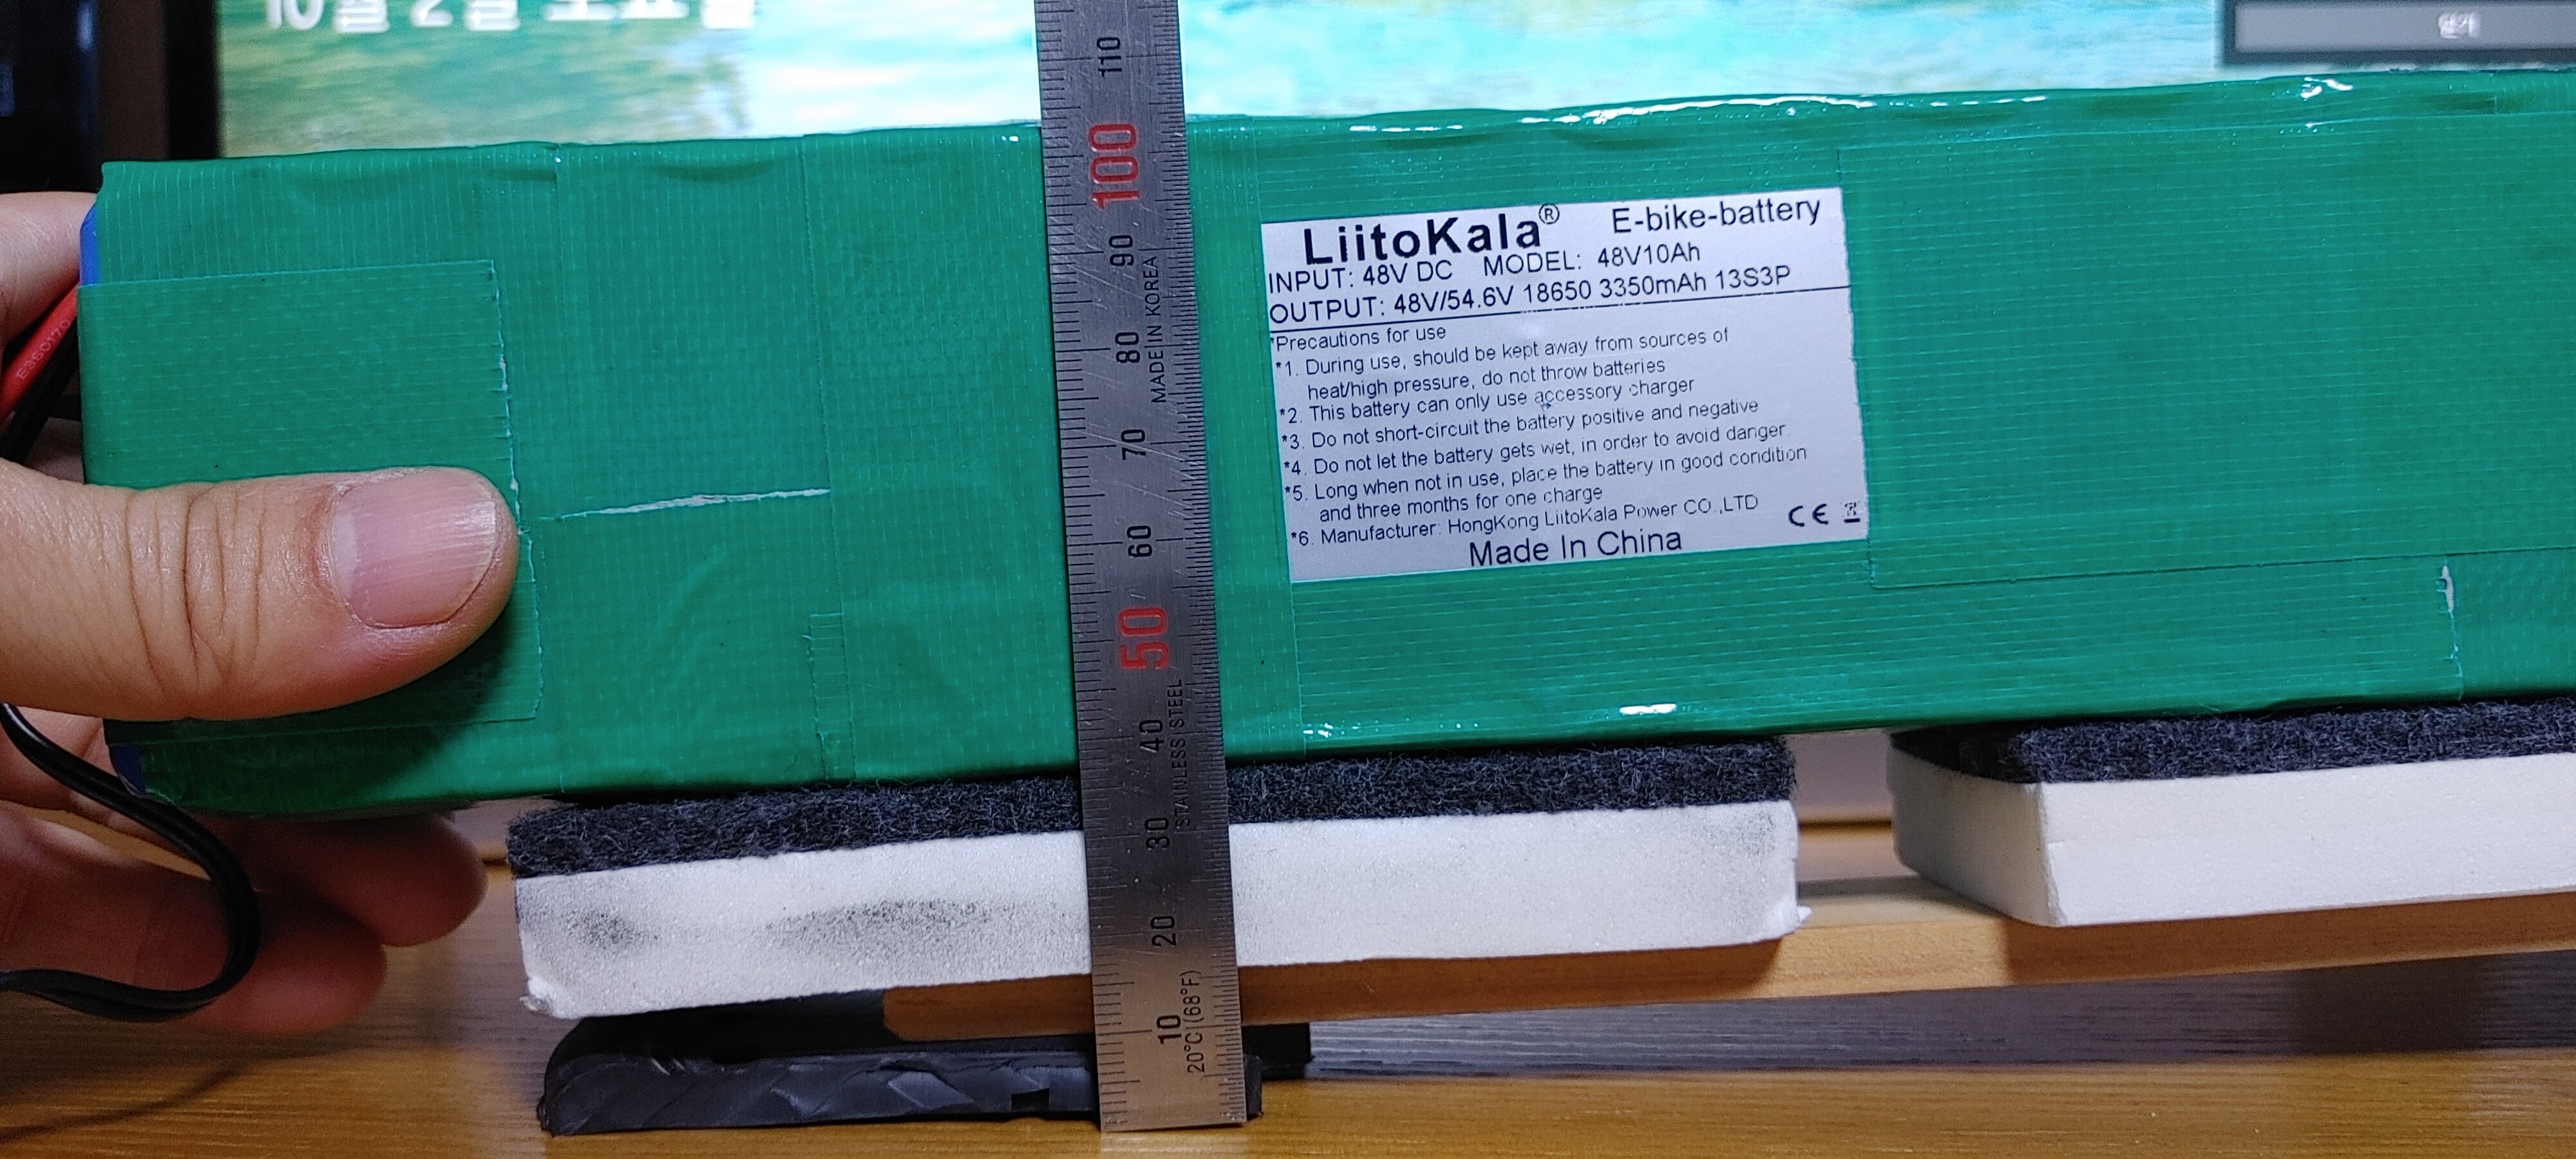 110
100
90
80
70
60
50
40
30
20
10
MADE IN KOREA
STAINLESS STEEL
20°C (68°F)
E350170
LiitoKala® E-bike-battery
INPUT: 48V DC MODEL: 48V10Ah
OUTPUT: 48V/54.6V 18650 3350mAh 13S3P
*Precautions for use
*1. During use, should be kept away from sources of
heat/high pressure, do not throw batteries
*2. This battery can only use accessory charger
*3. Do not short-circuit the battery positive and negative
*4. Do not let the battery gets wet, in order to avoid danger.
*5. Long when not in use, place the battery in good condition
and three months for one charge
*6. Manufacturer: HongKong LiitoKala Power CO.,LTD
CE
Made In China